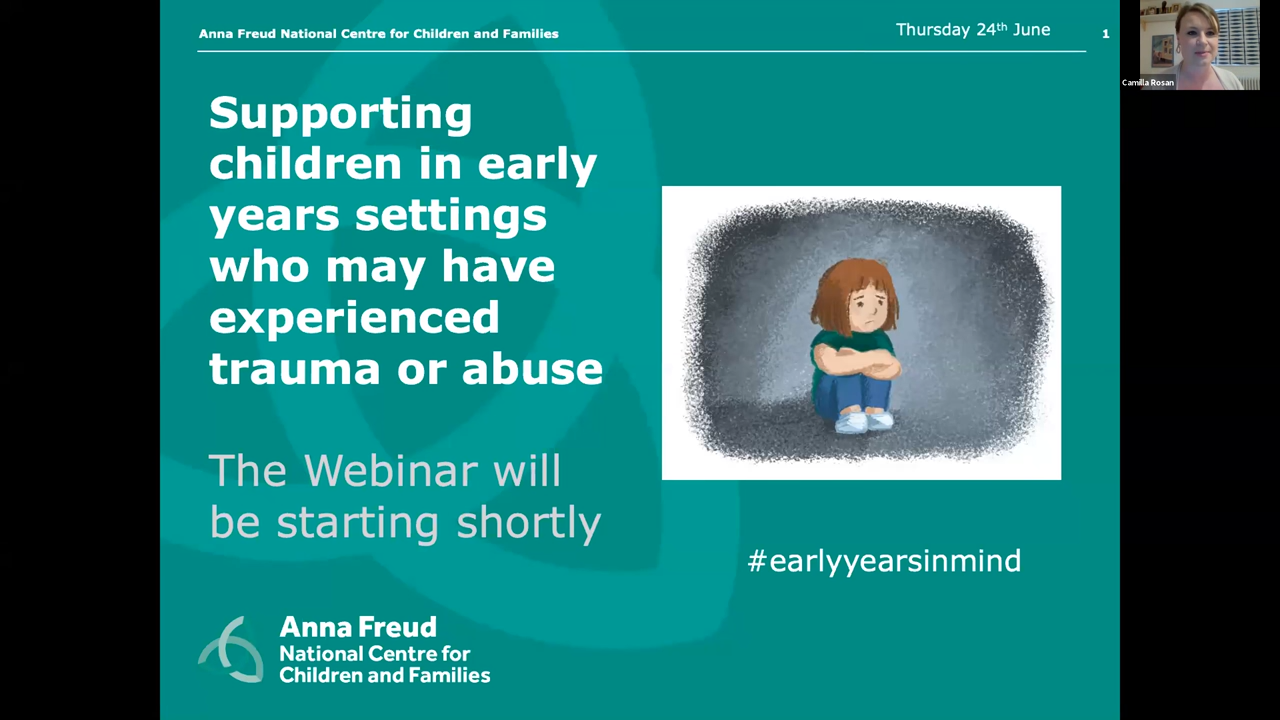 Anna Freud National Centre for Children and Families
Thursday 24th June
1
Camilla Rosan
Supporting
children in early
years settings
who may have
experienced
trauma or abuse
The Webinar will
be starting shortly
#earlyyearsinmind
Anna Freud
National Centre for
Children and Families